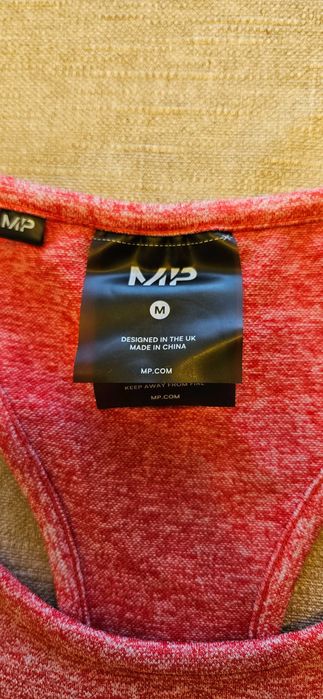 MP
MP
M
DESIGNED IN THE UK
MADE IN CHINA
MP.COM
KEEP AWAY FROM FIRE
MP.COM